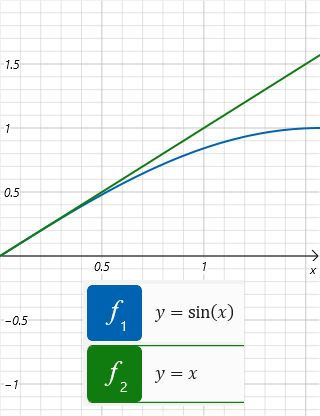 1.5
1
0.5
0.5
1
x
−0.5
−1
f₁ y = sin(x)
f₂ y = x